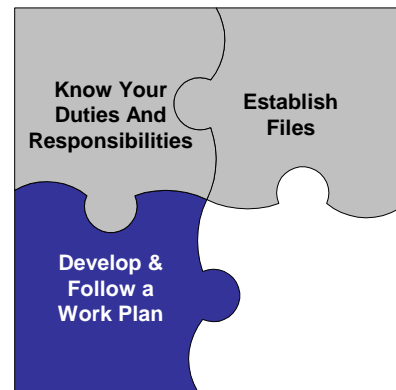 Know Your
Duties And
Responsibilities
Establish
Files
Develop &
Follow a
Work Plan